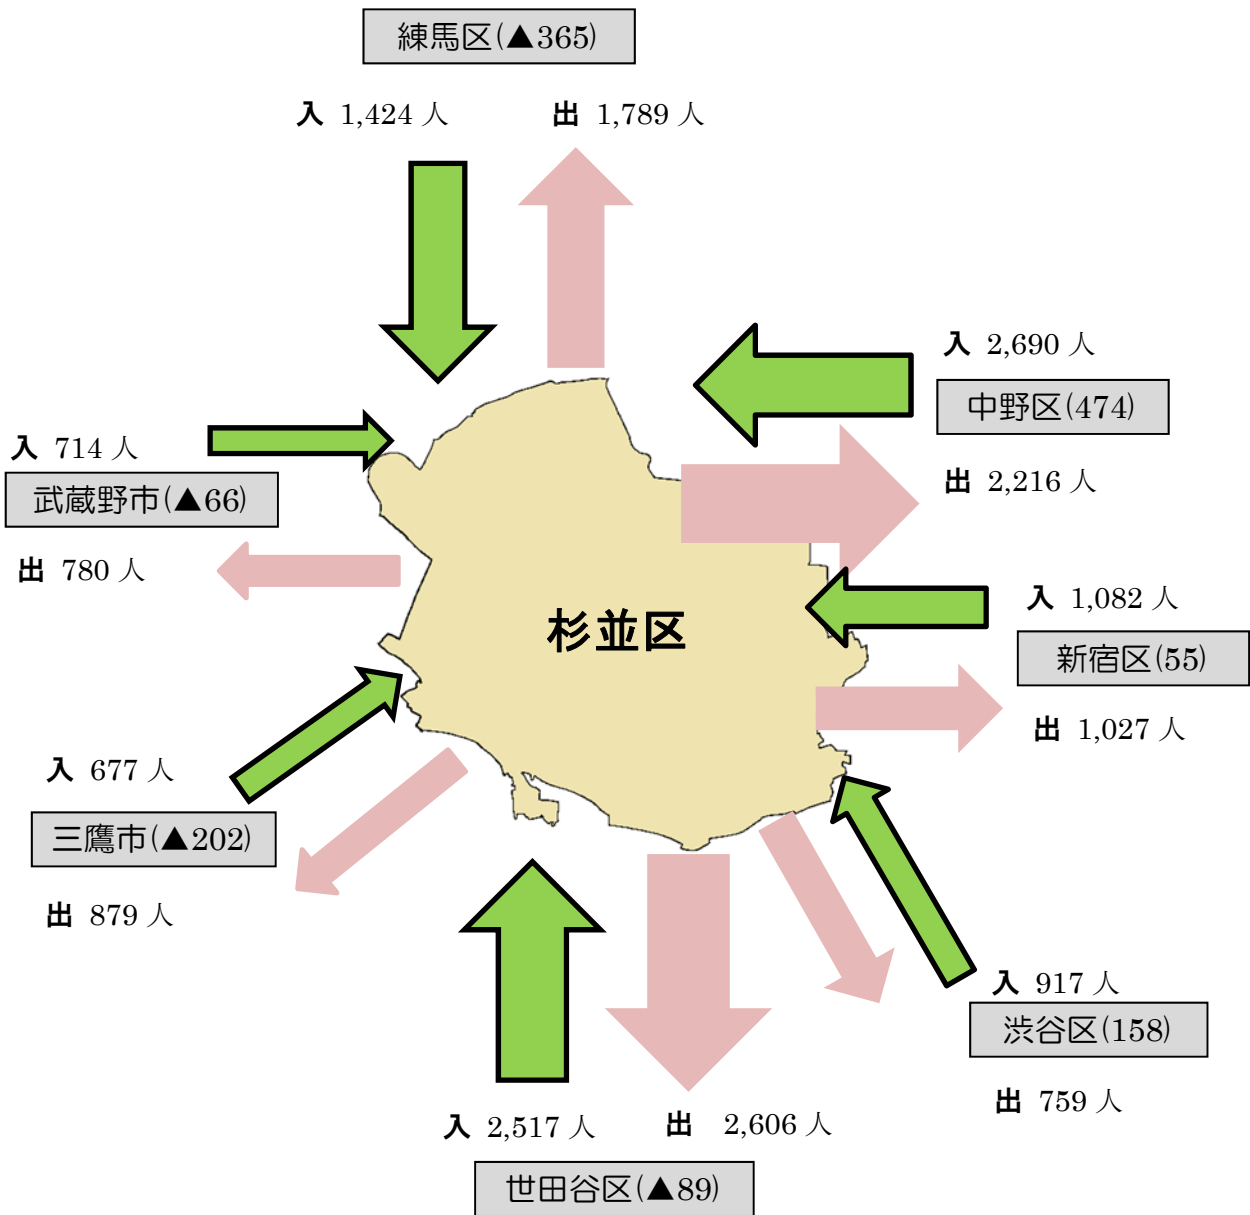 練馬区(▲365)
入 1,424 人
出 1,789 人
入 2,690 人
中野区(474)
出 2,216 人
入 714 人
武蔵野市(▲66)
出 780 人
杉並区
入 1,082 人
新宿区(55)
出 1,027 人
入 677 人
三鷹市(▲202)
出 879 人
入 917 人
渋谷区(158)
出 759 人
入 2,517 人
出 2,606 人
世田谷区(▲89)